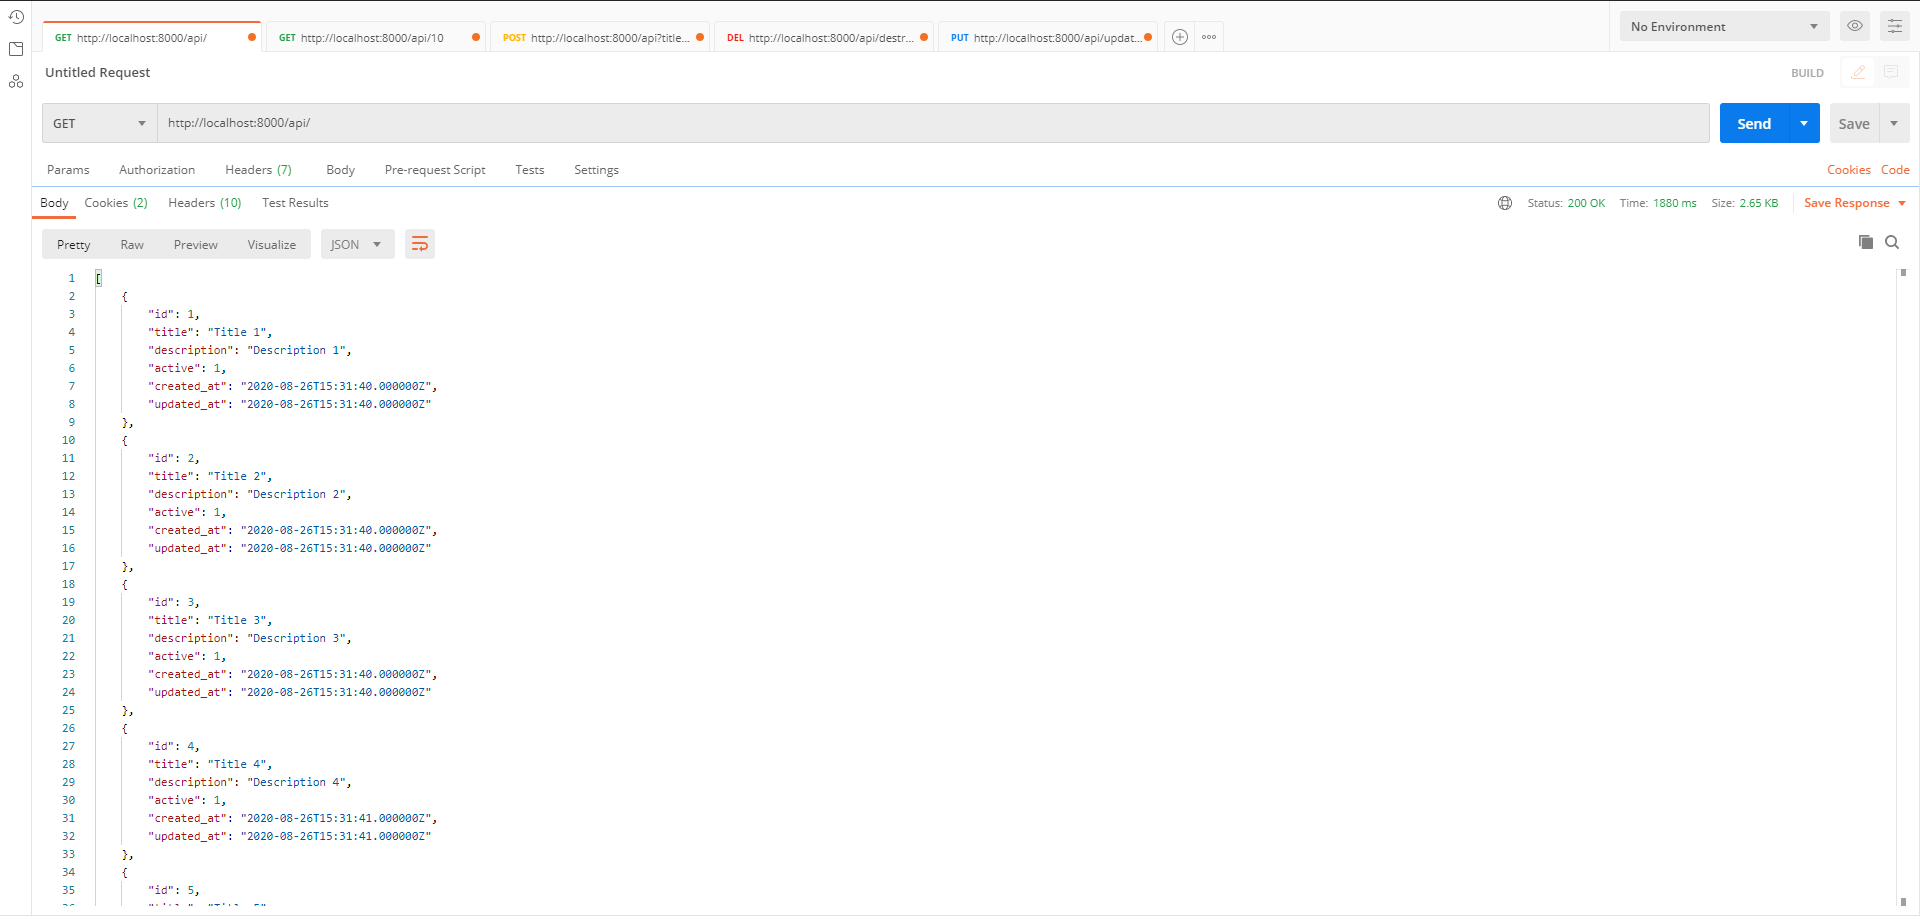 GET http://localhost:8000/api/
GET http://localhost:8000/api/10
POST http://localhost:8000/api?title...
DEL http://localhost:8000/api/destr...
PUT http://localhost:8000/api/updat...
No Environment
Untitled Request
BUILD
GET http://localhost:8000/api/ Send Save
Params Authorization Headers (7) Body Pre-request Script Tests Settings Cookies Code
Body Cookies (2) Headers (10) Test Results Status: 200 OK Time: 1880 ms Size: 2.65 KB Save Response
Pretty Raw Preview Visualize JSON
1 [
2 {
3 "id": 1,
4 "title": "Title 1",
5 "description": "Description 1",
6 "active": 1,
7 "created_at": "2020-08-26T15:31:40.000000Z",
8 "updated_at": "2020-08-26T15:31:40.000000Z"
9 },
10 {
11 "id": 2,
12 "title": "Title 2",
13 "description": "Description 2",
14 "active": 1,
15 "created_at": "2020-08-26T15:31:40.000000Z",
16 "updated_at": "2020-08-26T15:31:40.000000Z"
17 },
18 {
19 "id": 3,
20 "title": "Title 3",
21 "description": "Description 3",
22 "active": 1,
23 "created_at": "2020-08-26T15:31:40.000000Z",
24 "updated_at": "2020-08-26T15:31:40.000000Z"
25 },
26 {
27 "id": 4,
28 "title": "Title 4",
29 "description": "Description 4",
30 "active": 1,
31 "created_at": "2020-08-26T15:31:41.000000Z",
32 "updated_at": "2020-08-26T15:31:41.000000Z"
33 },
34 {
35 "id": 5,